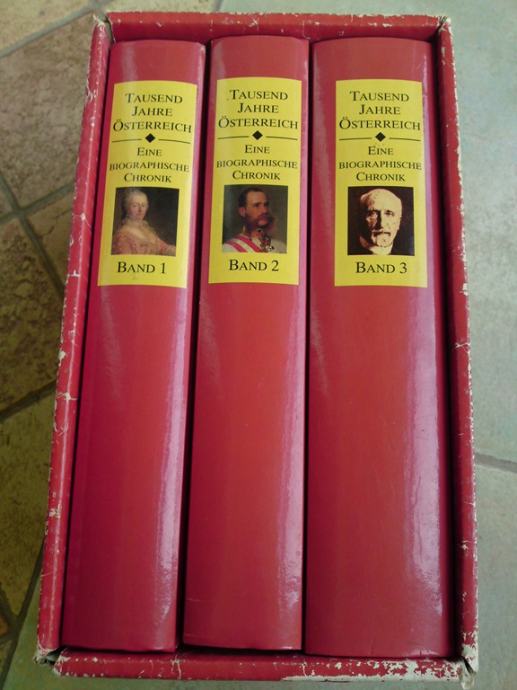 TAUSEND
JAHRE
ÖSTERREICH
EINE
BIOGRAPHISCHE
CHRONIK
BAND 1
TAUSEND
JAHRE
ÖSTERREICH
EINE
BIOGRAPHISCHE
CHRONIK
BAND 2
TAUSEND
JAHRE
ÖSTERREICH
EINE
BIOGRAPHISCHE
CHRONIK
BAND 3